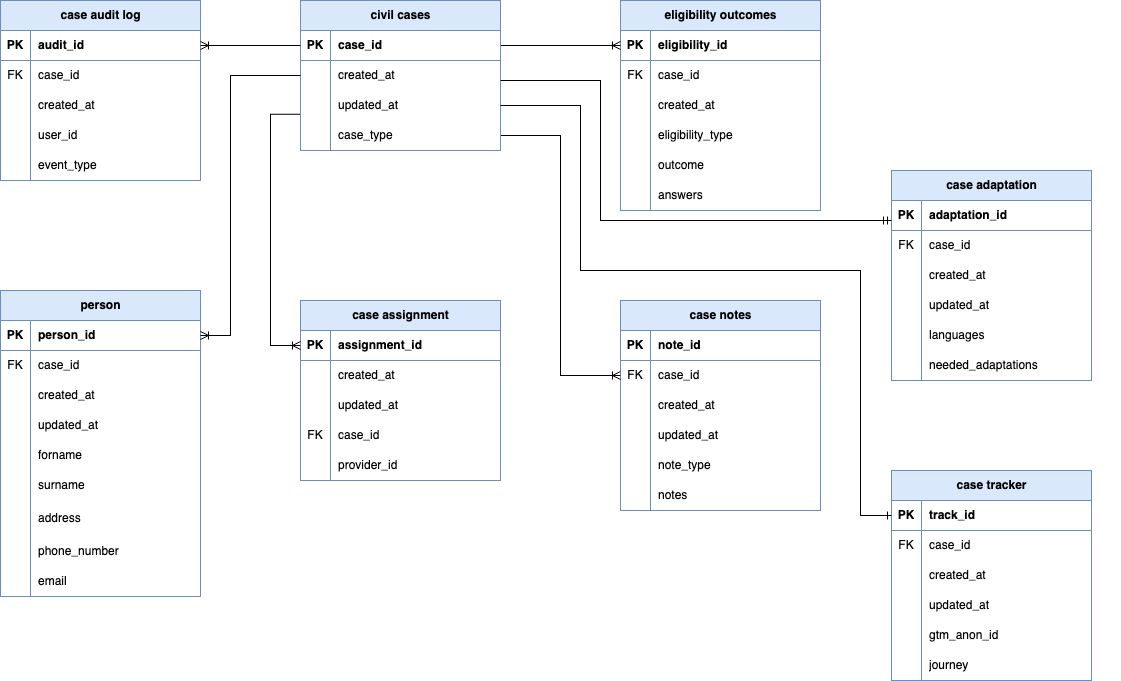 case audit log
PK audit_id
FK case_id
created_at
user_id
event_type
civil cases
PK case_id
created_at
updated_at
case_type
eligibility outcomes
PK eligibility_id
FK case_id
created_at
eligibility_type
outcome
answers
case adaptation
PK adaptation_id
FK case_id
created_at
updated_at
languages
needed_adaptations
person
PK person_id
FK case_id
created_at
updated_at
forname
surname
address
phone_number
email
case assignment
PK assignment_id
created_at
updated_at
FK case_id
provider_id
case notes
PK note_id
FK case_id
created_at
updated_at
note_type
notes
case tracker
PK track_id
FK case_id
created_at
updated_at
gtm_anon_id
journey